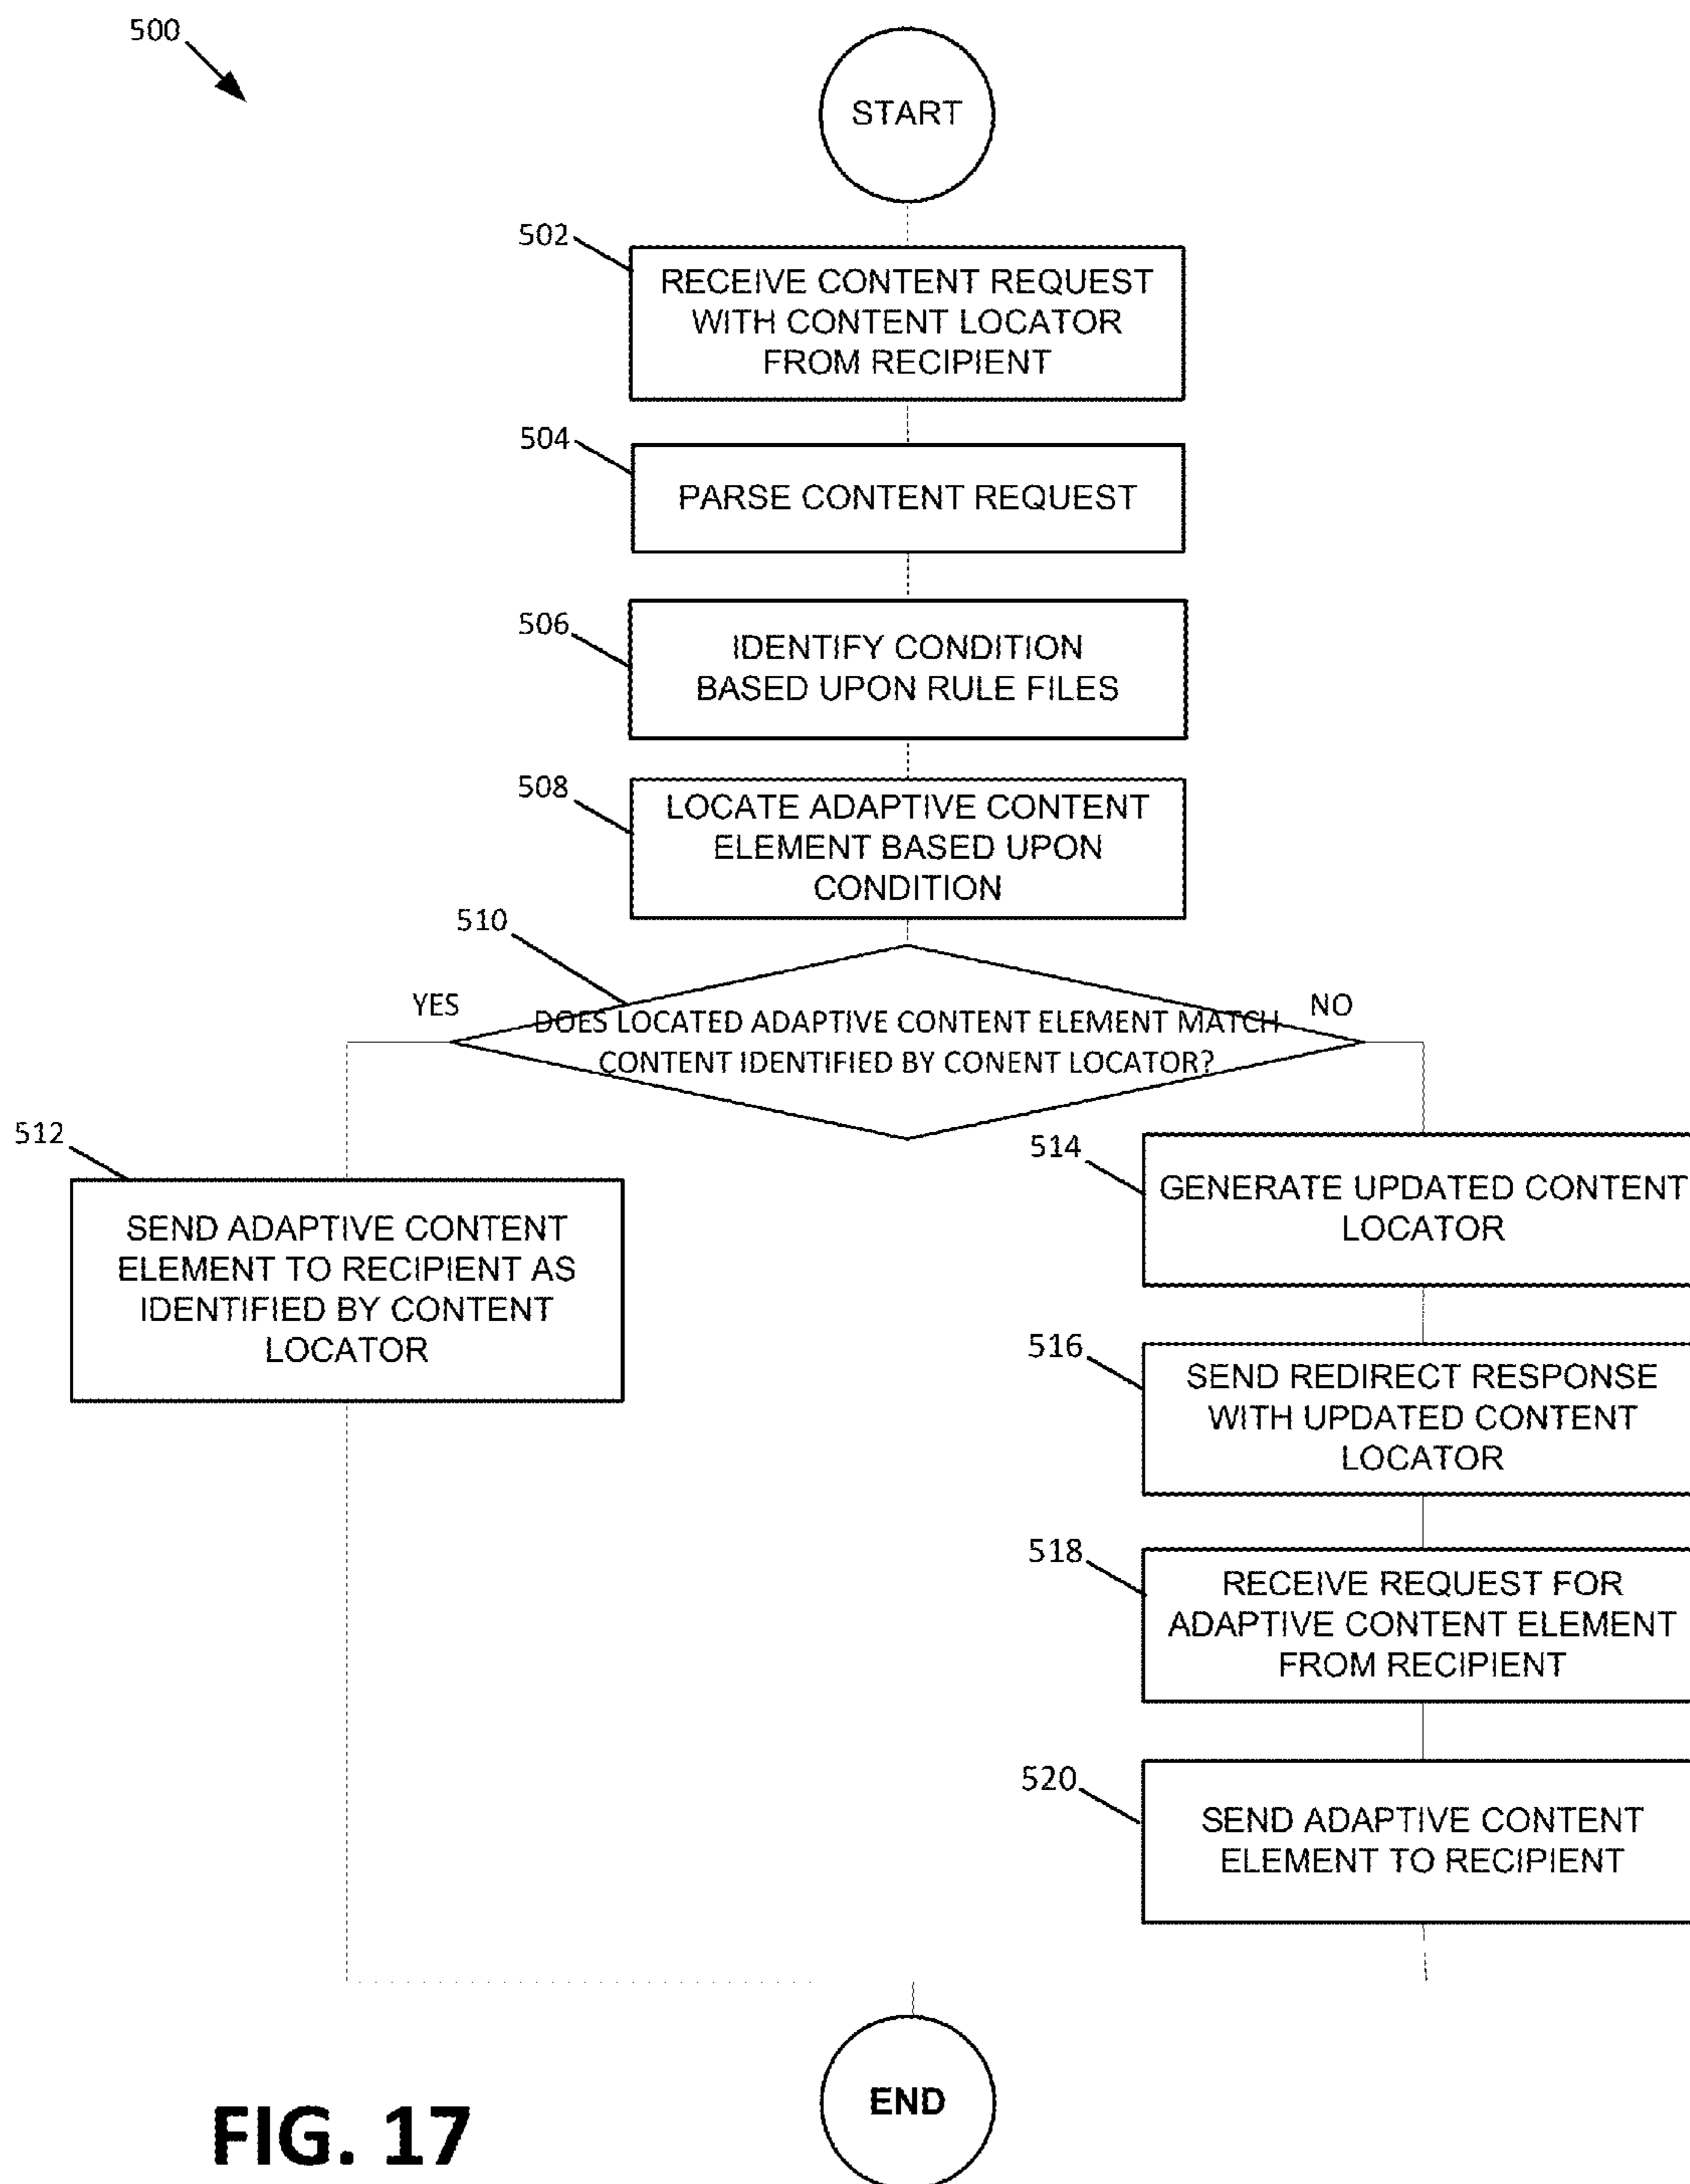 500
START
502
RECEIVE CONTENT REQUEST
WITH CONTENT LOCATOR
FROM RECIPIENT
504
PARSE CONTENT REQUEST
506
IDENTIFY CONDITION
BASED UPON RULE FILES
508
LOCATE ADAPTIVE CONTENT
ELEMENT BASED UPON
CONDITION
510
YES
NO
DOES LOCATED ADAPTIVE CONTENT ELEMENT MATCH
CONTENT IDENTIFIED BY CONENT LOCATOR?
512
SEND ADAPTIVE CONTENT
ELEMENT TO RECIPIENT AS
IDENTIFIED BY CONTENT
LOCATOR
514
GENERATE UPDATED CONTENT
LOCATOR
516
SEND REDIRECT RESPONSE
WITH UPDATED CONTENT
LOCATOR
518
RECEIVE REQUEST FOR
ADAPTIVE CONTENT ELEMENT
FROM RECIPIENT
520
SEND ADAPTIVE CONTENT
ELEMENT TO RECIPIENT
END
FIG. 17